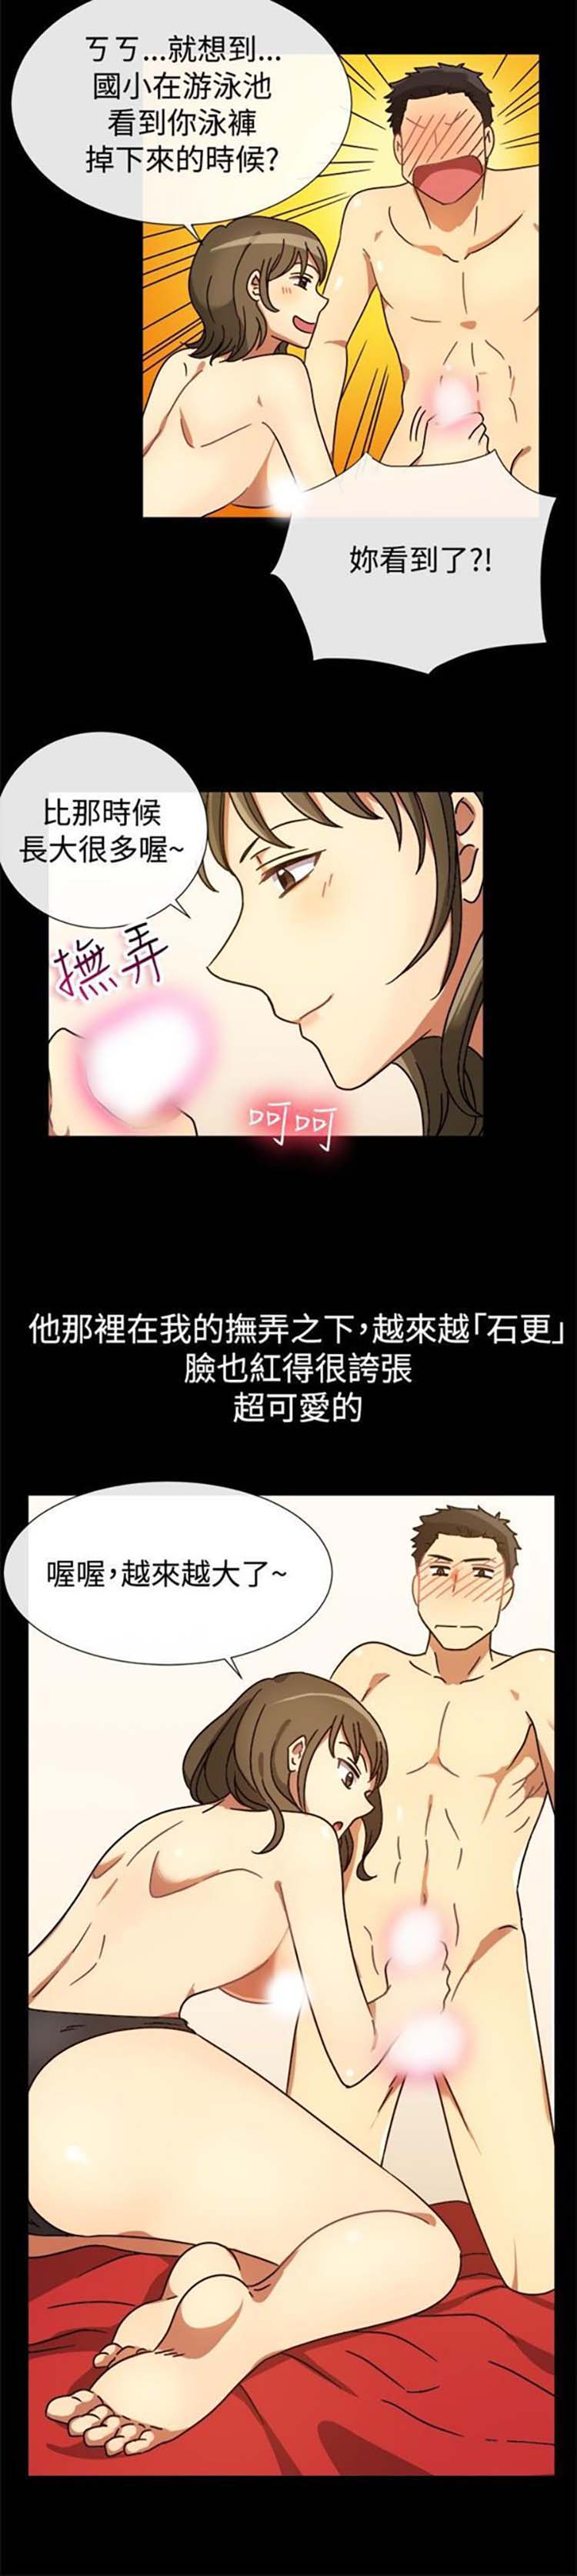 ㄎㄎ...就想到...
國小在游泳池
看到你泳褲
掉下來的時候?
妳看到了?!
比那時候
長大很多喔~
撫弄
呵呵
他那裡在我的撫弄之下,越來越「石更」
臉也紅得很誇張
超可愛的
喔喔,越來越大了~